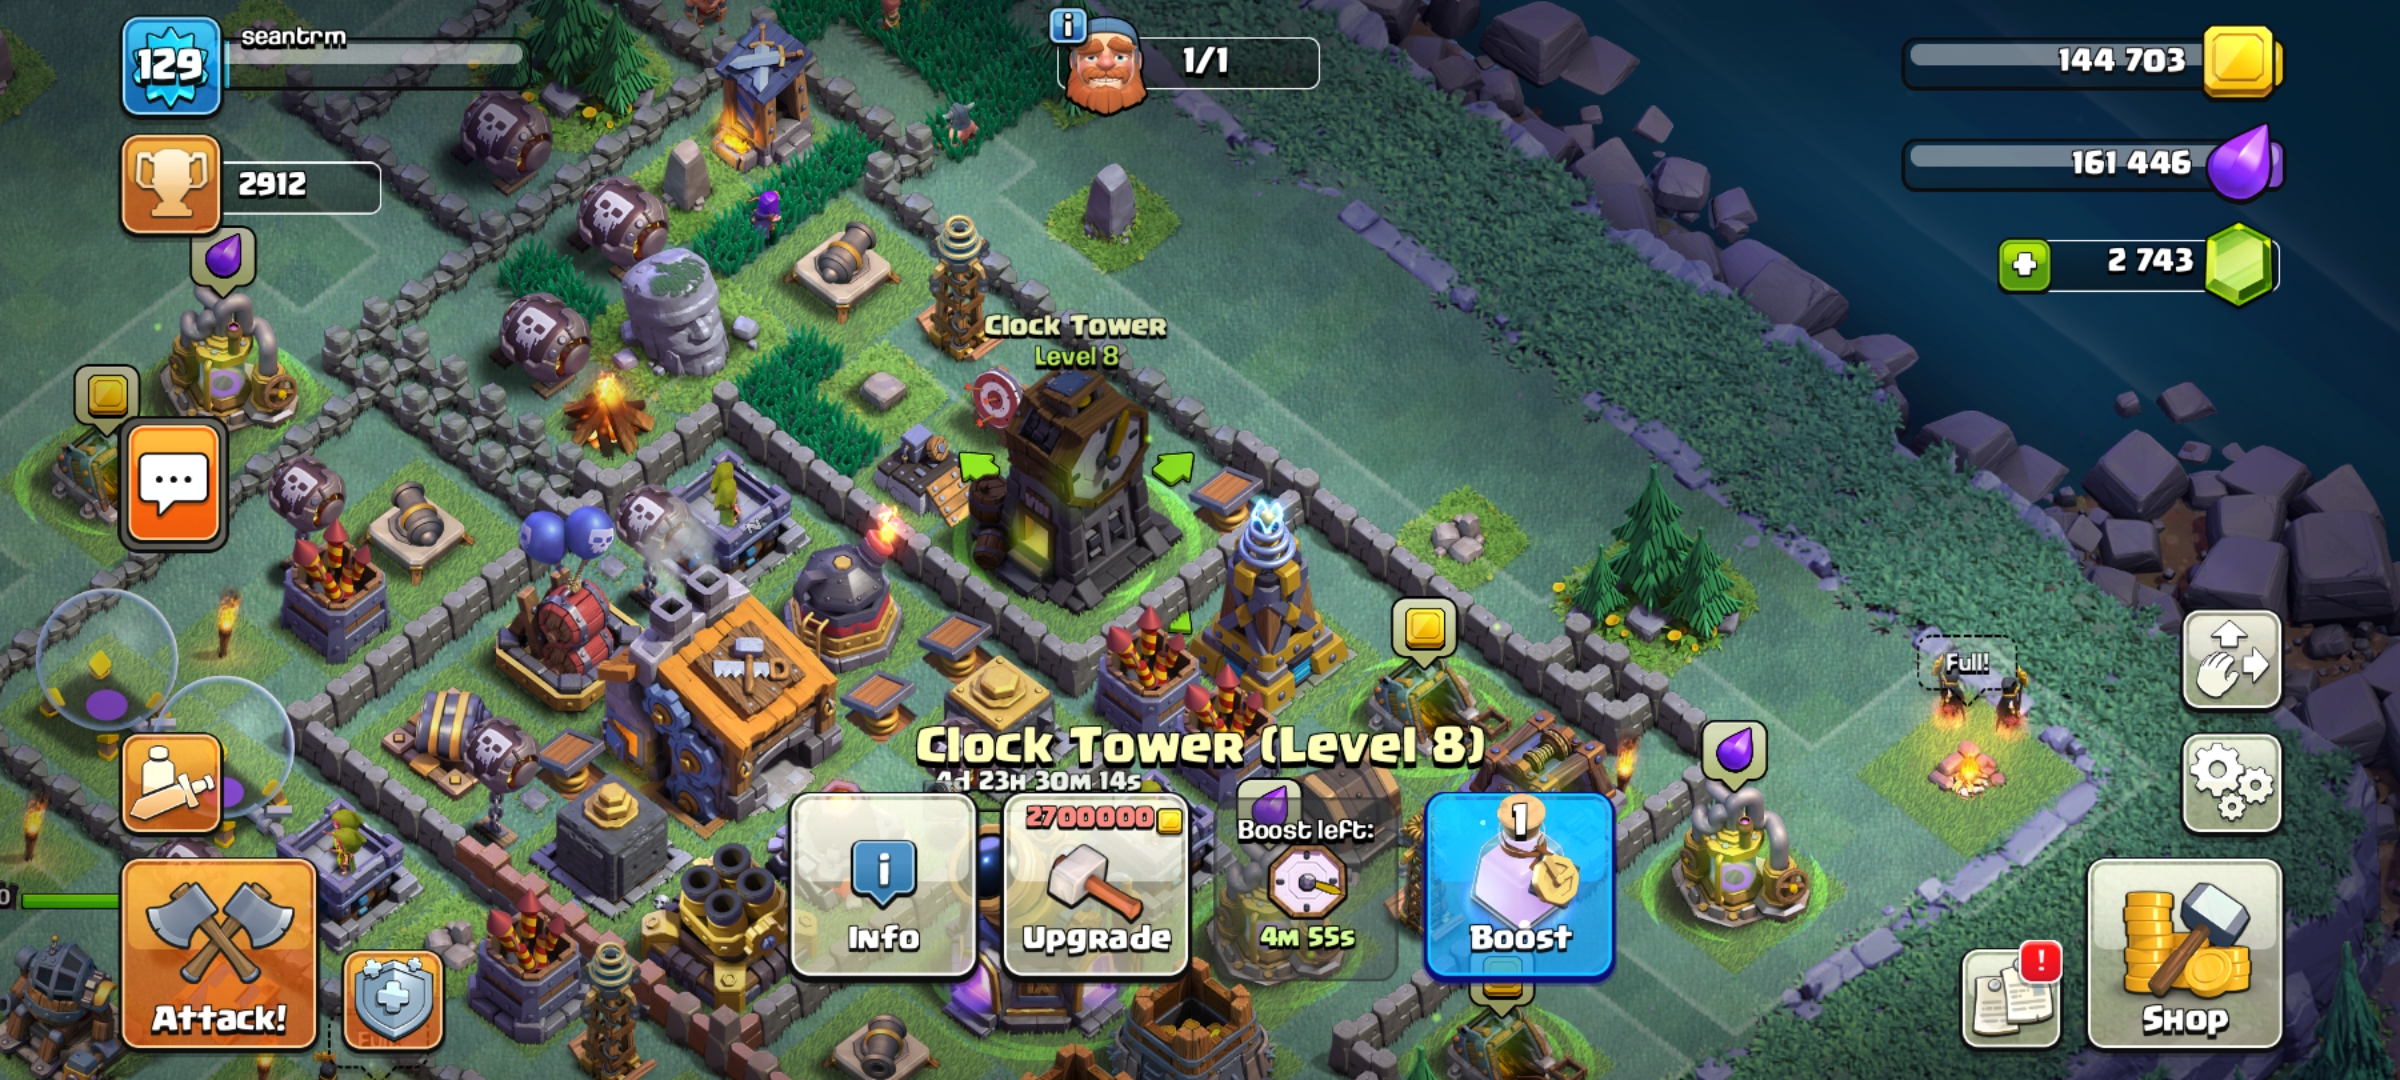 129
seantrm
1/1
144 703
161 446
2 743
2912
Clock Tower
Level 8
Full!
Clock Tower (Level 8)
4d 23H 30M 14s
Info
2700000
Upgrade
Boost left:
4M 55s
1
Boost
Attack!
!
Shop